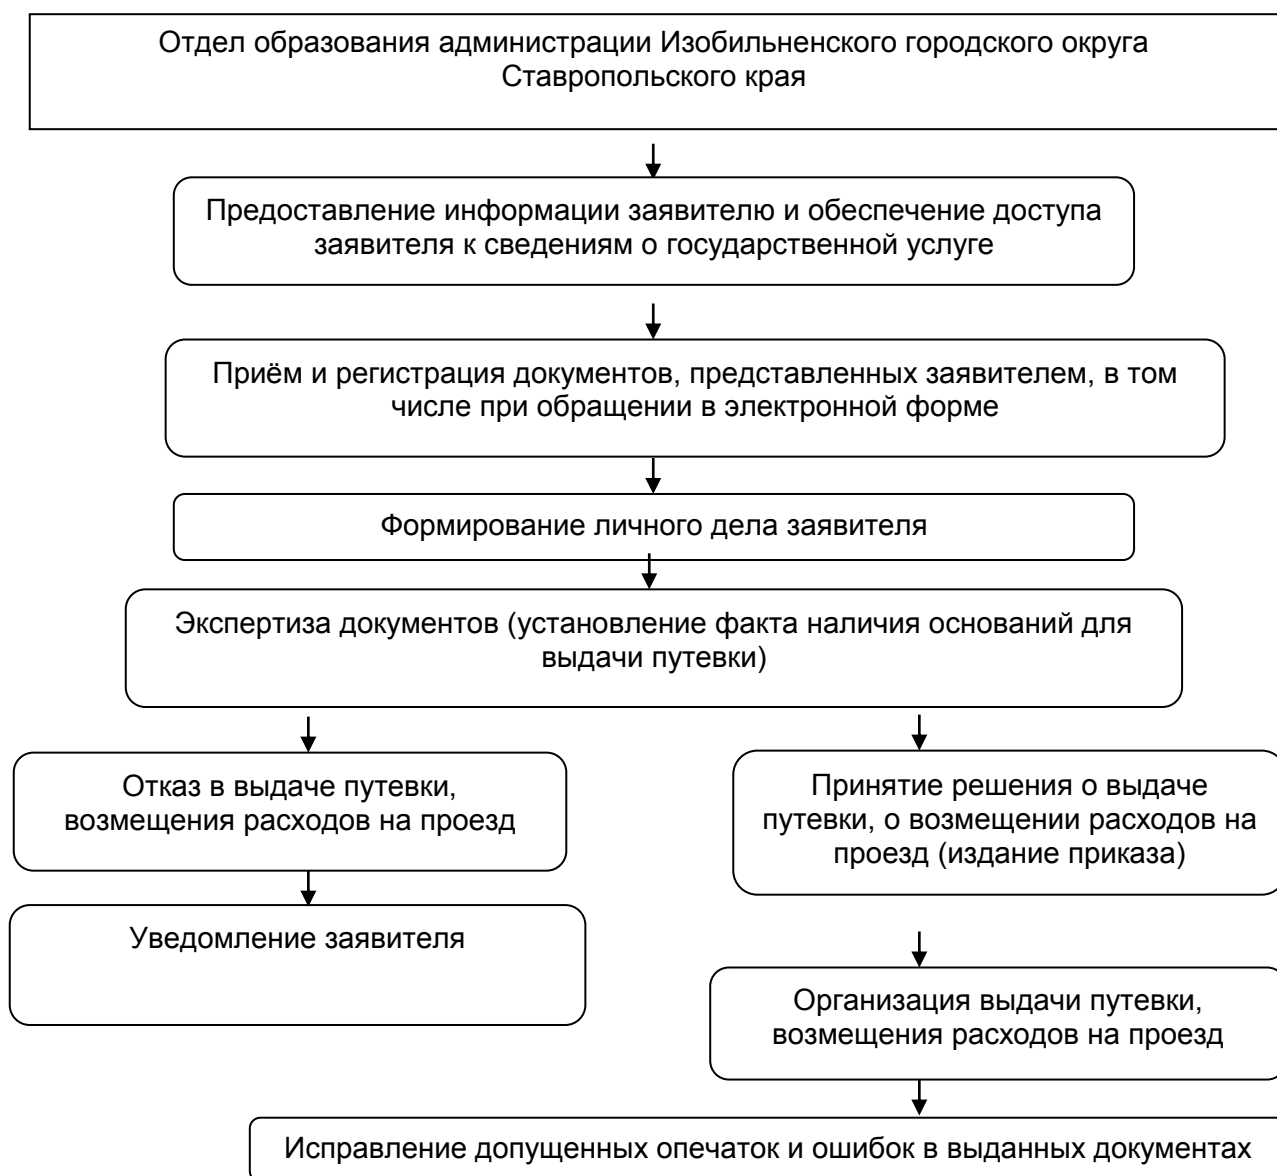 Отдел образования администрации Изобильненского городского округа
Ставропольского края
Предоставление информации заявителю и обеспечение доступа
заявителя к сведениям о государственной услуге
Приём и регистрация документов, представленных заявителем, в том
числе при обращении в электронной форме
Формирование личного дела заявителя
Экспертиза документов (установление факта наличия оснований для
выдачи путевки)
Отказ в выдаче путевки,
возмещения расходов на проезд
Принятие решения о выдаче
путевки, о возмещении расходов на
проезд (издание приказа)
Уведомление заявителя
Организация выдачи путевки,
возмещения расходов на проезд
Исправление допущенных опечаток и ошибок в выданных документах